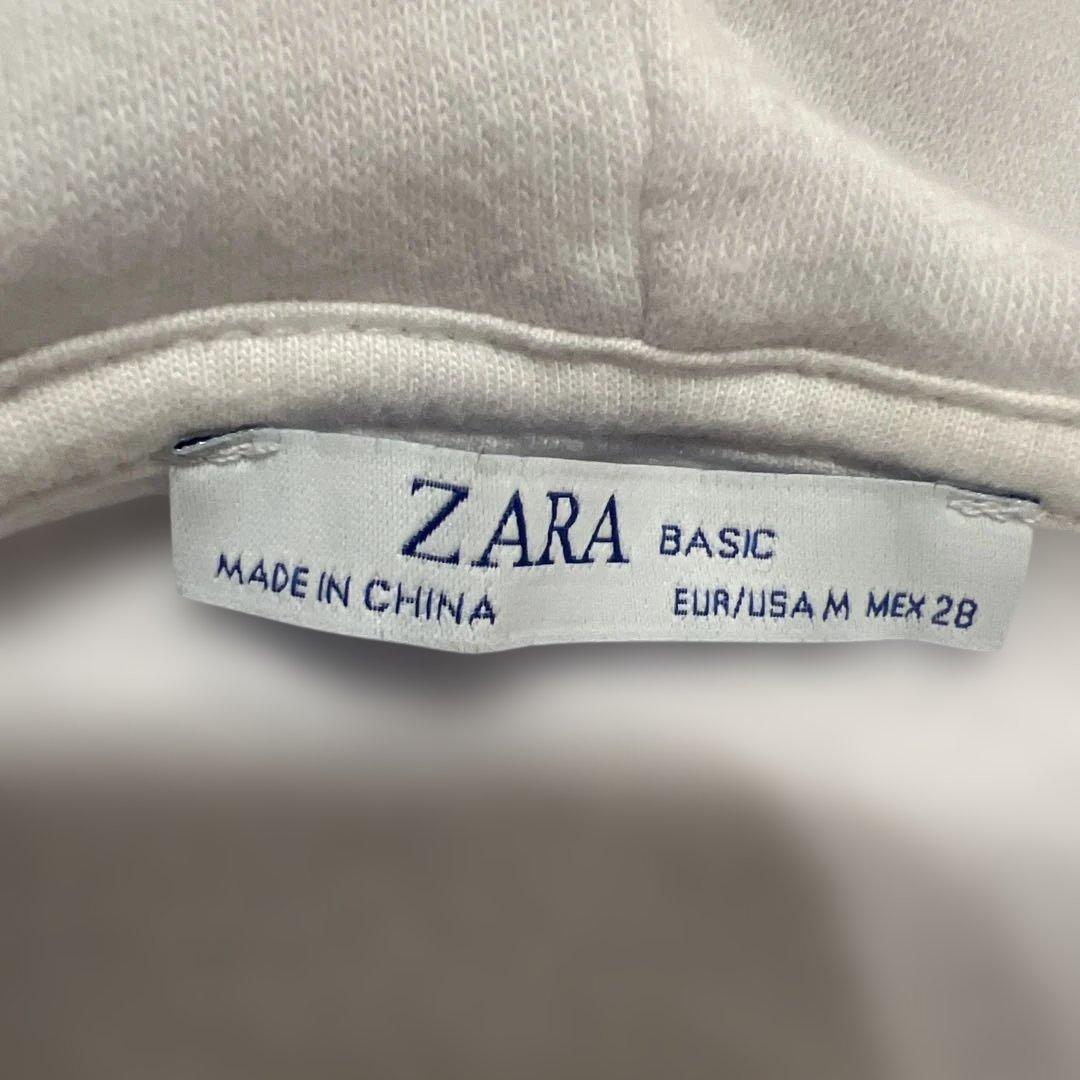 ZARA BASIC
MADE IN CHINA
EUR/USA M MEX 28